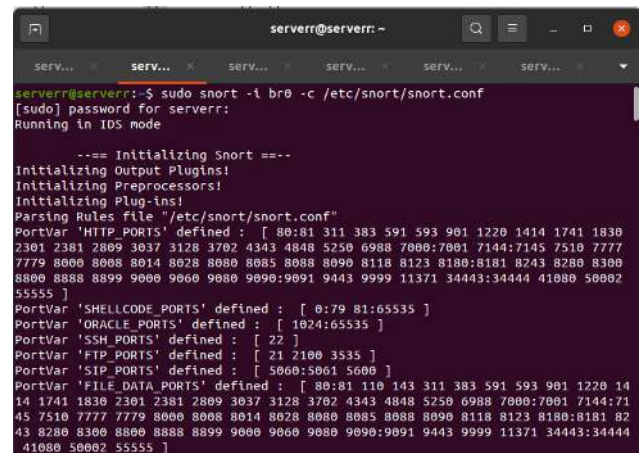 serverr@serverr: ~
serv... serv... serv... serv... serv... serv...
serverr@serverr:~$ sudo snort -i br0 -c /etc/snort/snort.conf
[sudo] password for serverr:
Running in IDS mode
--== Initializing Snort ==--
Initializing Output Plugins!
Initializing Preprocessors!
Initializing Plug-ins!
Parsing Rules file "/etc/snort/snort.conf"
PortVar 'HTTP_PORTS' defined :  [ 80:81 311 383 591 593 901 1220 1414 1741 1830
2301 2381 2809 3037 3128 3702 4343 4848 5250 6988 7000:7001 7144:7145 7510 7777
7779 8000 8008 8014 8028 8080 8085 8088 8090 8118 8123 8180:8181 8243 8280 8300
8800 8888 8899 9000 9060 9080 9090:9091 9443 9999 11371 34443:34444 41080 50002
55555 ]
PortVar 'SHELLCODE_PORTS' defined :  [ 0:79 81:65535 ]
PortVar 'ORACLE_PORTS' defined :  [ 1024:65535 ]
PortVar 'SSH_PORTS' defined :  [ 22 ]
PortVar 'FTP_PORTS' defined :  [ 21 2100 3535 ]
PortVar 'SIP_PORTS' defined :  [ 5060:5061 5600 ]
PortVar 'FILE_DATA_PORTS' defined :  [ 80:81 110 143 311 383 591 593 901 1220 14
14 1741 1830 2301 2381 2809 3037 3128 3702 4343 4848 5250 6988 7000:7001 7144:71
45 7510 7777 7779 8000 8008 8014 8028 8080 8085 8088 8090 8118 8123 8180:8181 82
43 8280 8300 8800 8888 8899 9000 9060 9080 9090:9091 9443 9999 11371 34443:34444
41080 50002 55555 ]